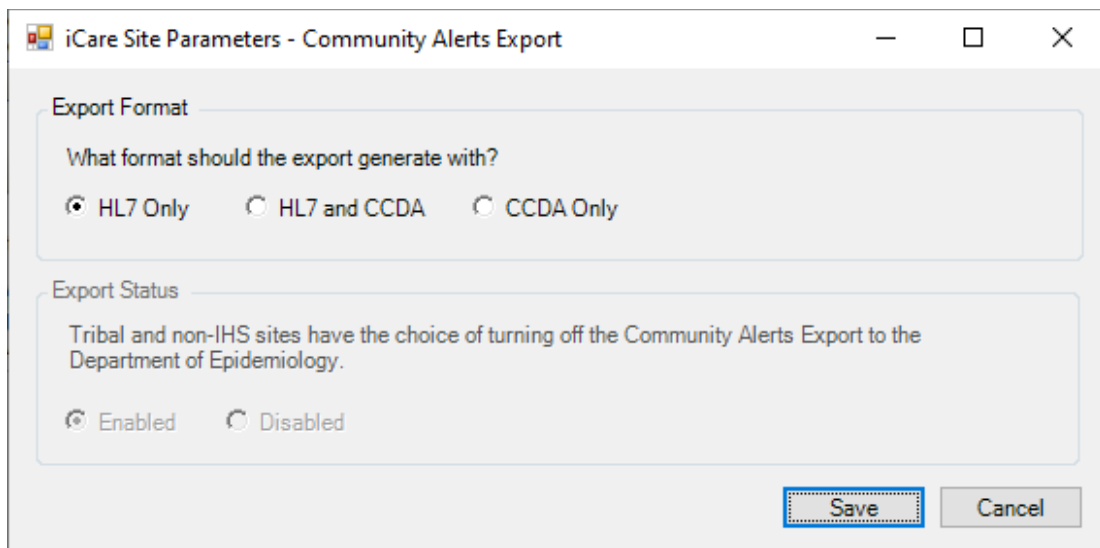 iCare Site Parameters - Community Alerts Export
Export Format
What format should the export generate with?
HL7 Only HL7 and CCDA CCDA Only
Export Status
Tribal and non-IHS sites have the choice of turning off the Community Alerts Export to the
Department of Epidemiology.
Enabled Disabled
Save Cancel